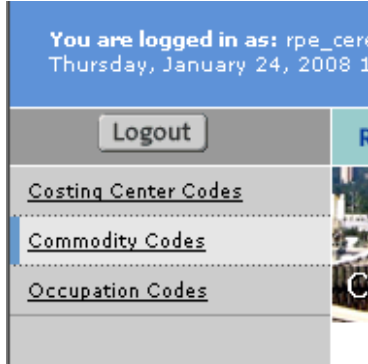 You are logged in as: rpe_cere
Thursday, January 24, 2008 1
Logout
Costing Center Codes
Commodity Codes
Occupation Codes